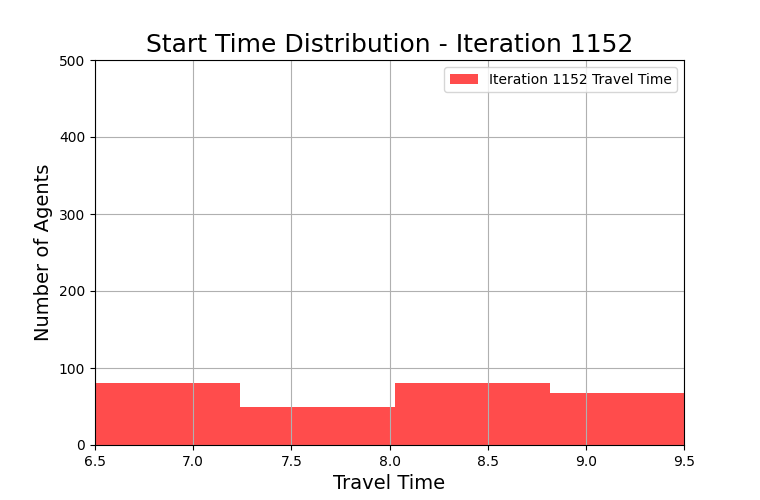 Start Time Distribution - Iteration 1152
Iteration 1152 Travel Time
Number of Agents
500
400
300
200
100
0
6.5 7.0 7.5 8.0 8.5 9.0 9.5
Travel Time